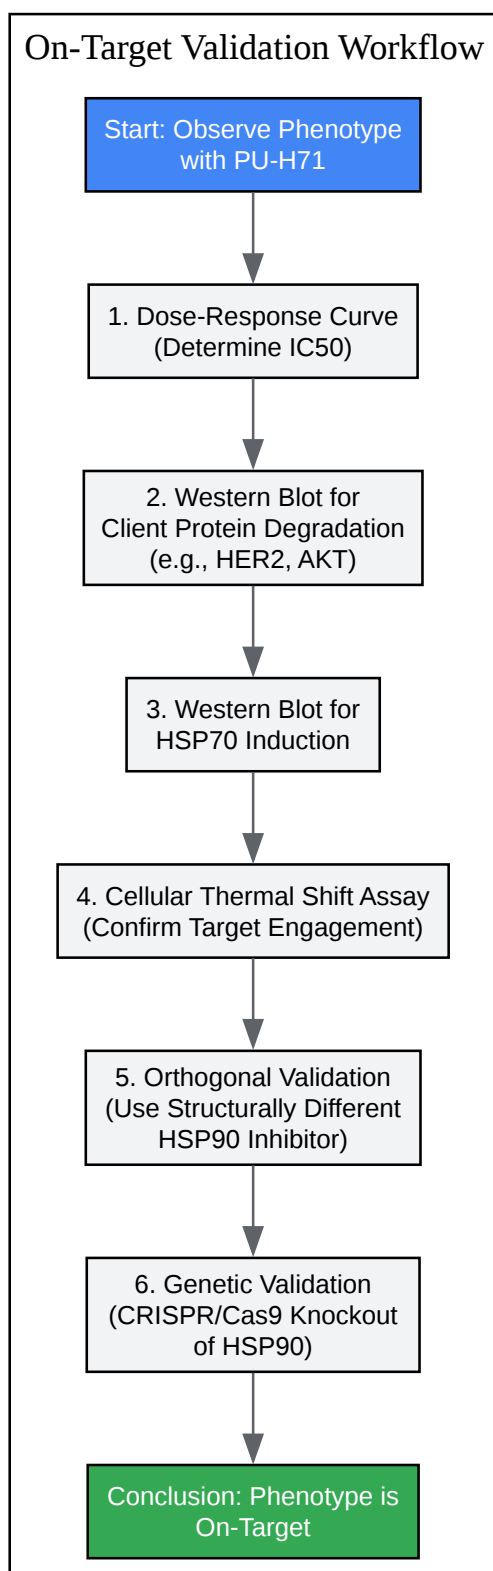 On-Target Validation Workflow
Start: Observe Phenotype
with PU-H71
1. Dose-Response Curve
(Determine IC50)
2. Western Blot for
Client Protein Degradation
(e.g., HER2, AKT)
3. Western Blot for
HSP70 Induction
4. Cellular Thermal Shift Assay
(Confirm Target Engagement)
5. Orthogonal Validation
(Use Structurally Different
HSP90 Inhibitor)
6. Genetic Validation
(CRISPR/Cas9 Knockout
of HSP90)
Conclusion: Phenotype is
On-Target